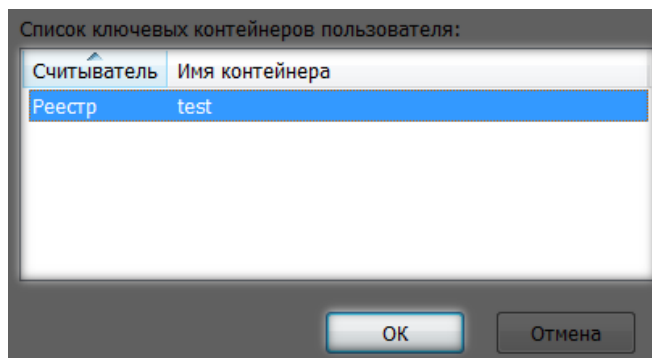 Список ключевых контейнеров пользователя:
Считыватель Имя контейнера
Реестр test
ОК Отмена